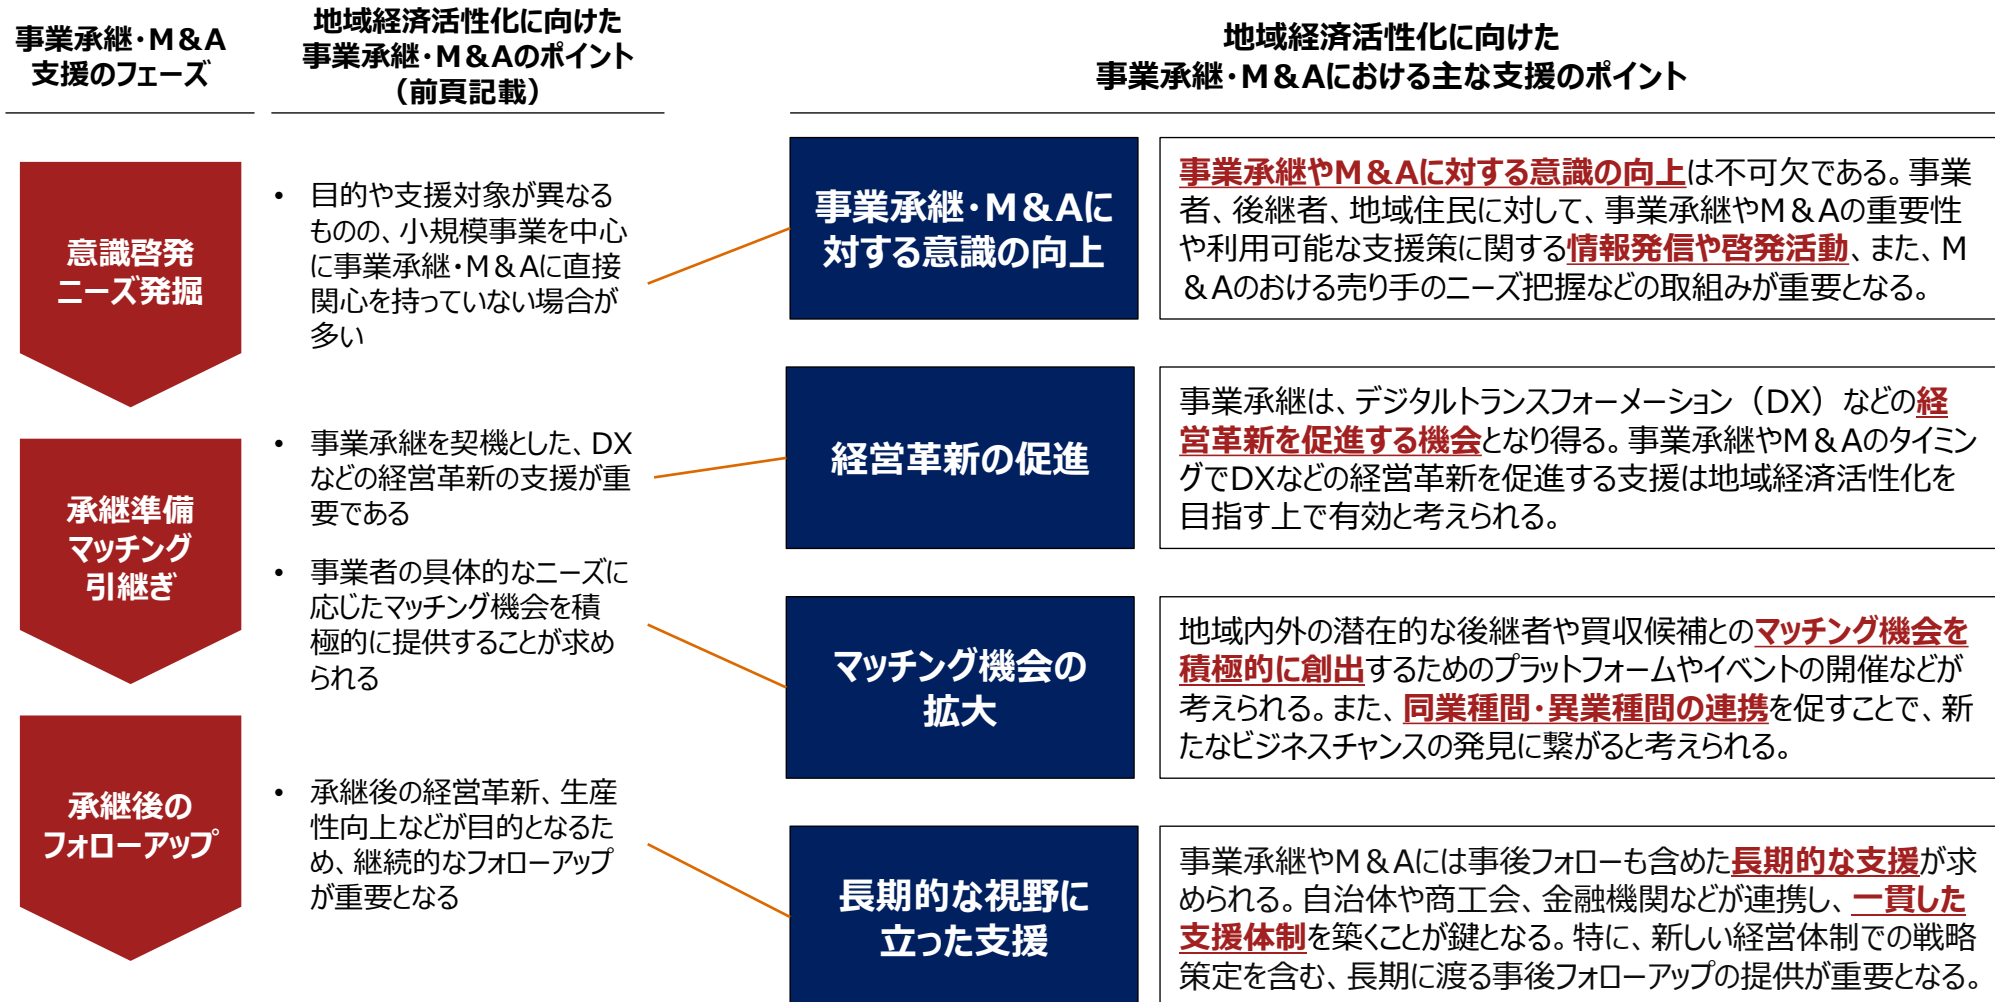 事業承継・M&A
支援のフェーズ
地域経済活性化に向けた
事業承継・M&Aのポイント
（前頁記載）
地域経済活性化に向けた
事業承継・M&Aにおける主な支援のポイント
意識啓発
ニーズ発掘
• 目的や支援対象が異なる
ものの、小規模事業を中心
に事業承継・M&Aに直接
関心を持っていない場合が
多い
事業承継・M&Aに
対する意識の向上
事業承継やM&Aに対する意識の向上は不可欠である。事業
者、後継者、地域住民に対して、事業承継やM&Aの重要性
や利用可能な支援策に関する情報発信や啓発活動、また、M
&Aのおける売り手のニーズ把握などの取組みが重要となる。
承継準備
マッチング
引継ぎ
• 事業承継を契機とした、DX
などの経営革新の支援が重
要である
経営革新の促進
事業承継は、デジタルトランスフォーメーション（DX）などの経
営革新を促進する機会となり得る。事業承継やM&Aのタイミン
グでDXなどの経営革新を促進する支援は地域経済活性化を
目指す上で有効と考えられる。
• 事業者の具体的なニーズに
応じたマッチング機会を積
極的に提供することが求め
られる
マッチング機会の
拡大
地域内外の潜在的な後継者や買収候補とのマッチング機会を
積極的に創出するためのプラットフォームやイベントの開催などが
考えられる。また、同業種間・異業種間の連携を促すことで、新
たなビジネスチャンスの発見に繋がると考えられる。
承継後の
フォローアップ
• 承継後の経営革新、生産
性向上などが目的となるた
め、継続的なフォローアップ
が重要となる
長期的な視野に
立った支援
事業承継やM&Aには事後フォローも含めた長期的な支援が求
められる。自治体や商工会、金融機関などが連携し、一貫した
支援体制を築くことが鍵となる。特に、新しい経営体制での戦略
策定を含む、長期に渡る事後フォローアップの提供が重要となる。